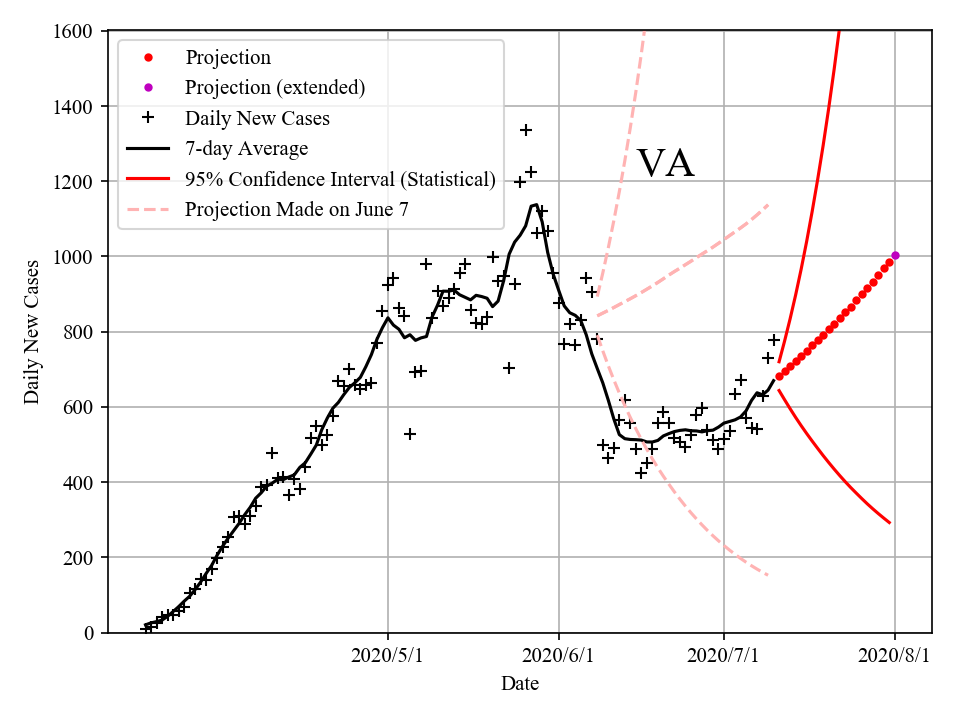 1600
1400
1200
1000
800
600
400
200
0
Daily New Cases
Projection
Projection (extended)
Daily New Cases
7-day Average
95% Confidence Interval (Statistical)
Projection Made on June 7
VA
2020/5/1
2020/6/1
2020/7/1
2020/8/1
Date